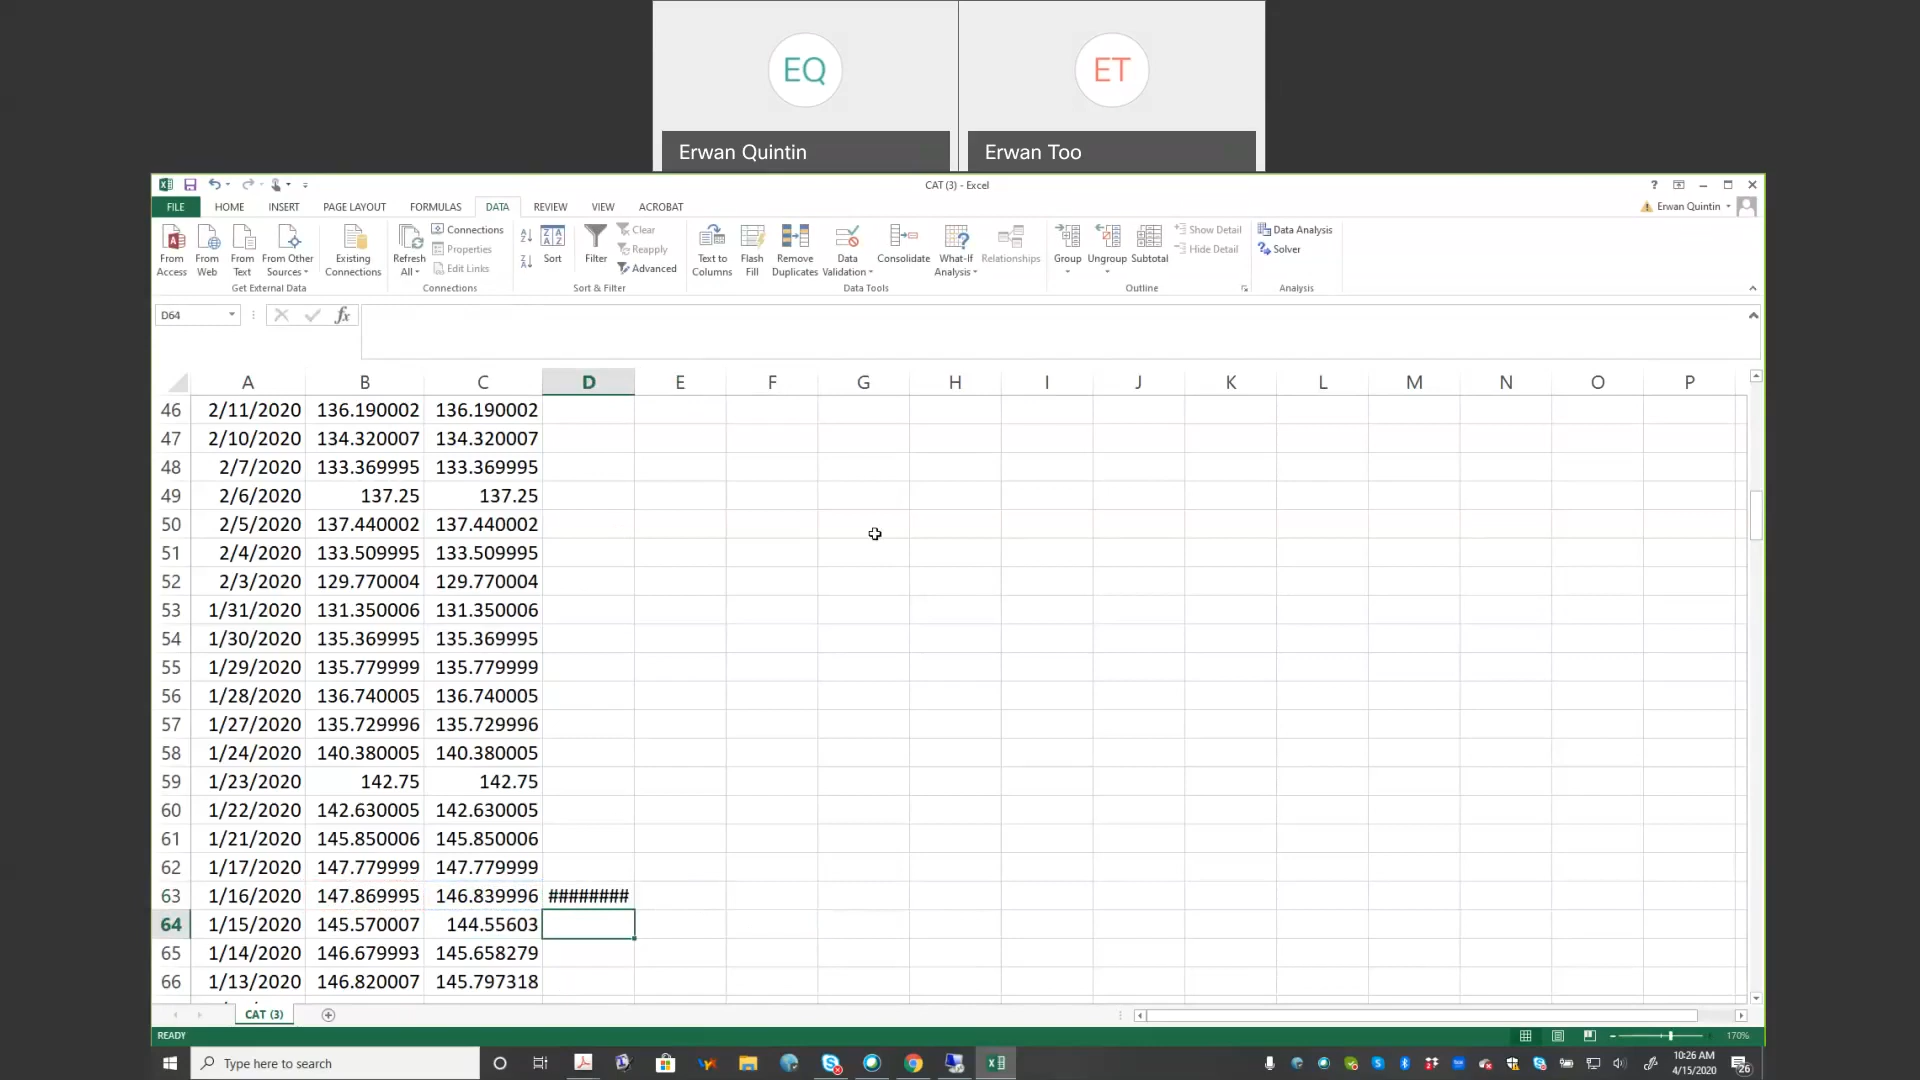 EQ
ET
Erwan Quintin
Erwan Too
CAT (3) - Excel
?
FILE HOME INSERT PAGE LAYOUT FORMULAS DATA REVIEW VIEW ACROBAT
Erwan Quintin
From Access
From Web
From Text
From Other Sources
Existing Connections
Get External Data
Refresh All
Connections
Properties
Edit Links
Connections
Sort
Filter
Clear
Reapply
Advanced
Sort & Filter
Text to Columns
Flash Fill
Remove Duplicates
Data Validation
Consolidate
What-If Analysis
Relationships
Data Tools
Group
Ungroup
Subtotal
Show Detail
Hide Detail
Outline
Data Analysis
Solver
Analysis
D64
fx
A B C D E F G H I J K L M N O P
46 2/11/2020 136.190002 136.190002
47 2/10/2020 134.320007 134.320007
48 2/7/2020 133.369995 133.369995
49 2/6/2020 137.25 137.25
50 2/5/2020 137.440002 137.440002
51 2/4/2020 133.509995 133.509995
52 2/3/2020 129.770004 129.770004
53 1/31/2020 131.350006 131.350006
54 1/30/2020 135.369995 135.369995
55 1/29/2020 135.779999 135.779999
56 1/28/2020 136.740005 136.740005
57 1/27/2020 135.729996 135.729996
58 1/24/2020 140.380005 140.380005
59 1/23/2020 142.75 142.75
60 1/22/2020 142.630005 142.630005
61 1/21/2020 145.850006 145.850006
62 1/17/2020 147.779999 147.779999
63 1/16/2020 147.869995 146.839996 ########
64 1/15/2020 145.570007 144.55603
65 1/14/2020 146.679993 145.658279
66 1/13/2020 146.820007 145.797318
CAT (3)
READY
170%
Type here to search
10:26 AM
4/15/2020
26